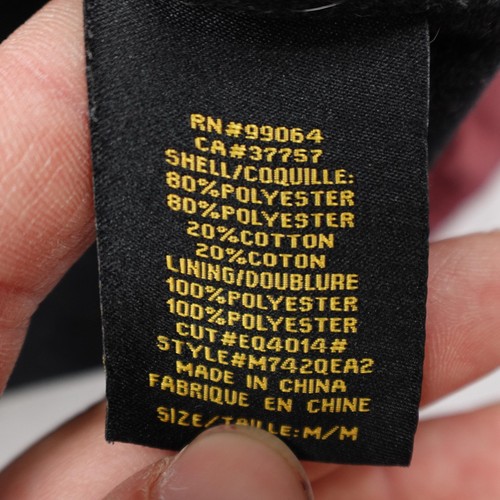 RN#99064
CA#37757
SHELL/COQUILLE:
80%POLYESTER
80%POLYESTER
20%COTTON
20%COTON
LINING/DOUBLURE
100%POLYESTER
100%POLYESTER
CUT#EQ4014#
STYLE#M742QEA2
MADE IN CHINA
FABRIQUE EN CHINE
SIZE/TAILLE:M/M